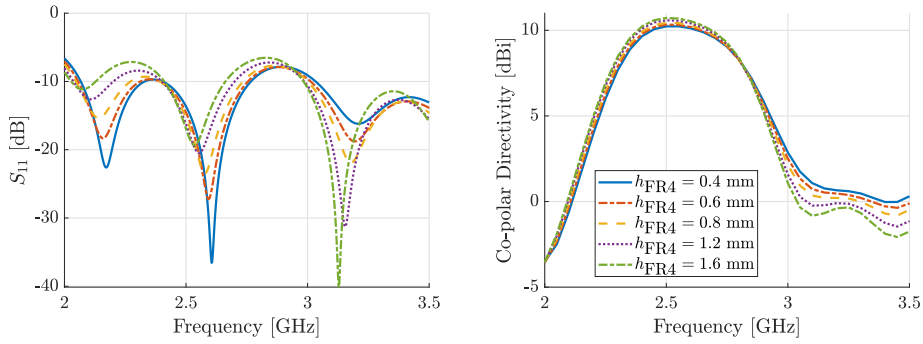 0
-10
-20
-30
-40
2
2.5
3
3.5
Frequency [GHz]
S11 [dB]
10
5
0
-5
2
2.5
3
3.5
Frequency [GHz]
Co-polar Directivity [dBi]
hFR4 = 0.4 mm
hFR4 = 0.6 mm
hFR4 = 0.8 mm
hFR4 = 1.2 mm
hFR4 = 1.6 mm